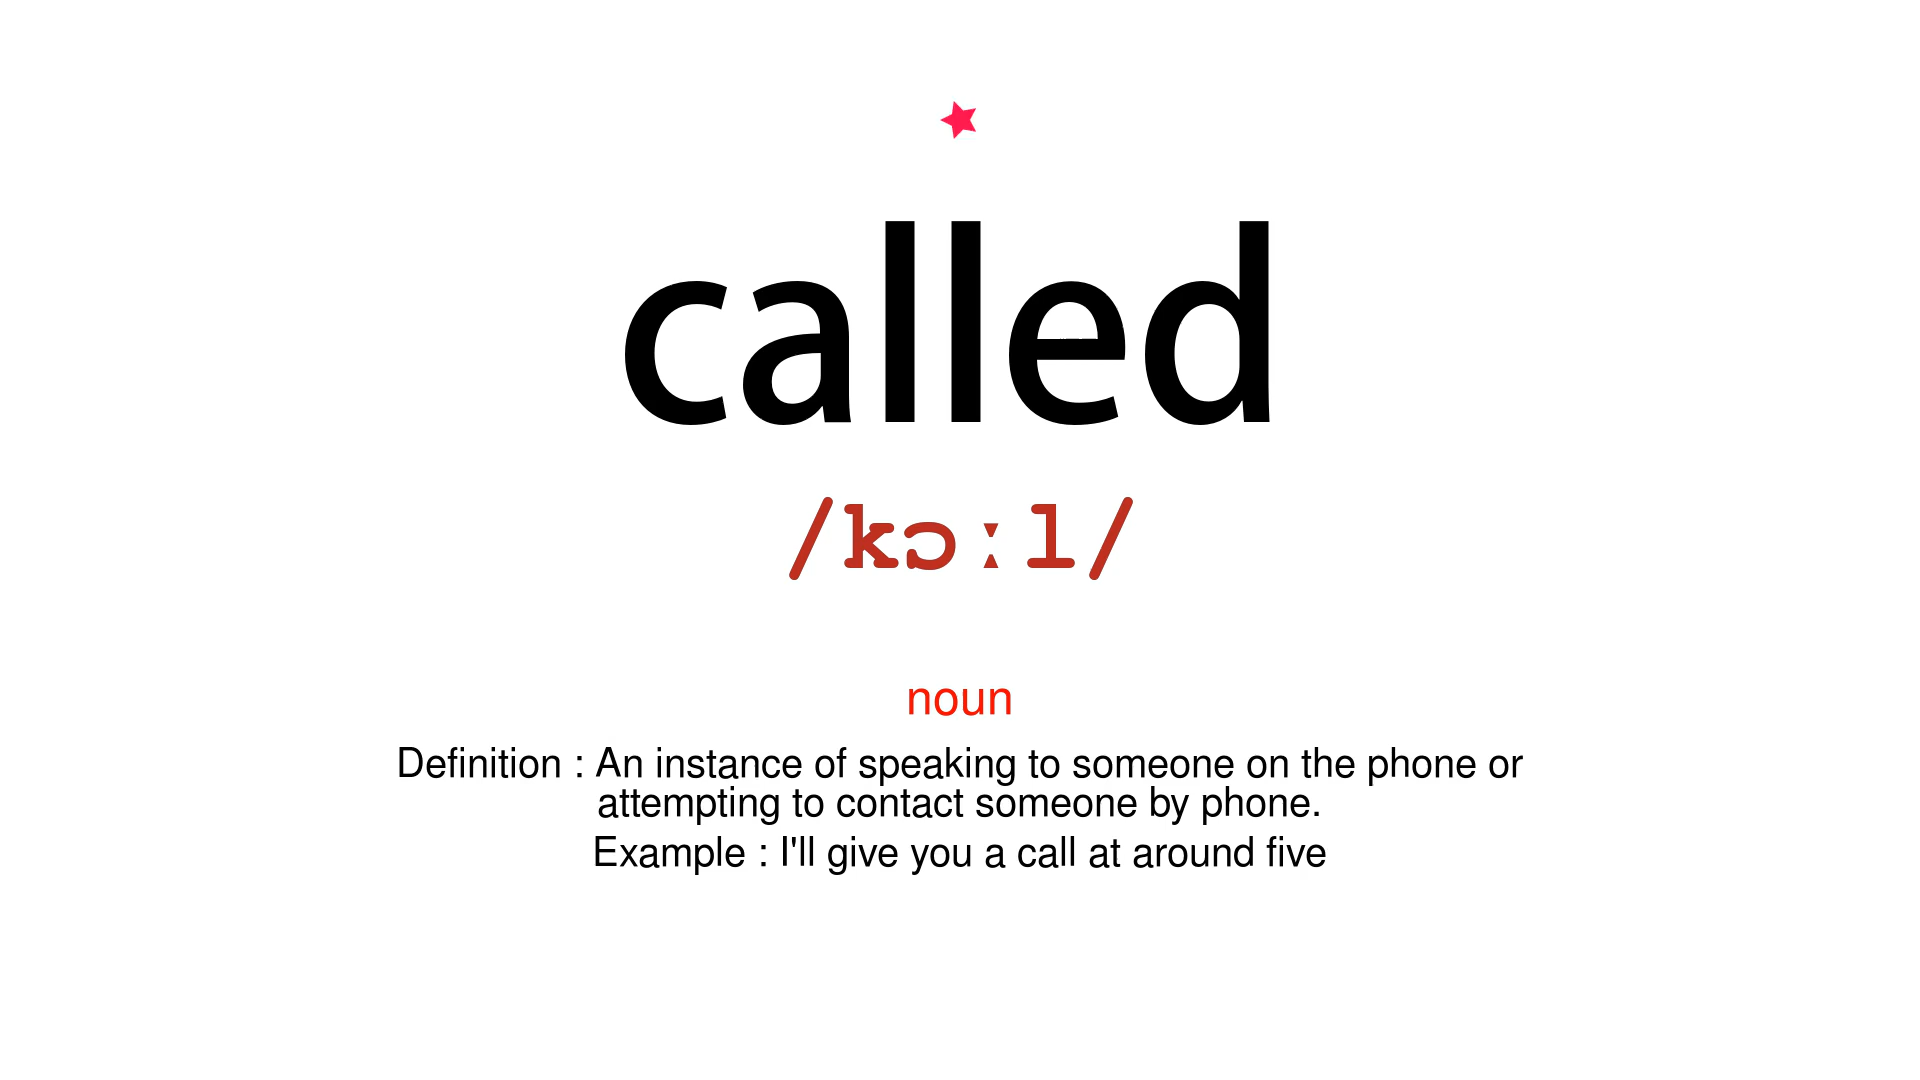 called
/kɔːl/
noun
Definition : An instance of speaking to someone on the phone or
attempting to contact someone by phone.
Example : I'll give you a call at around five